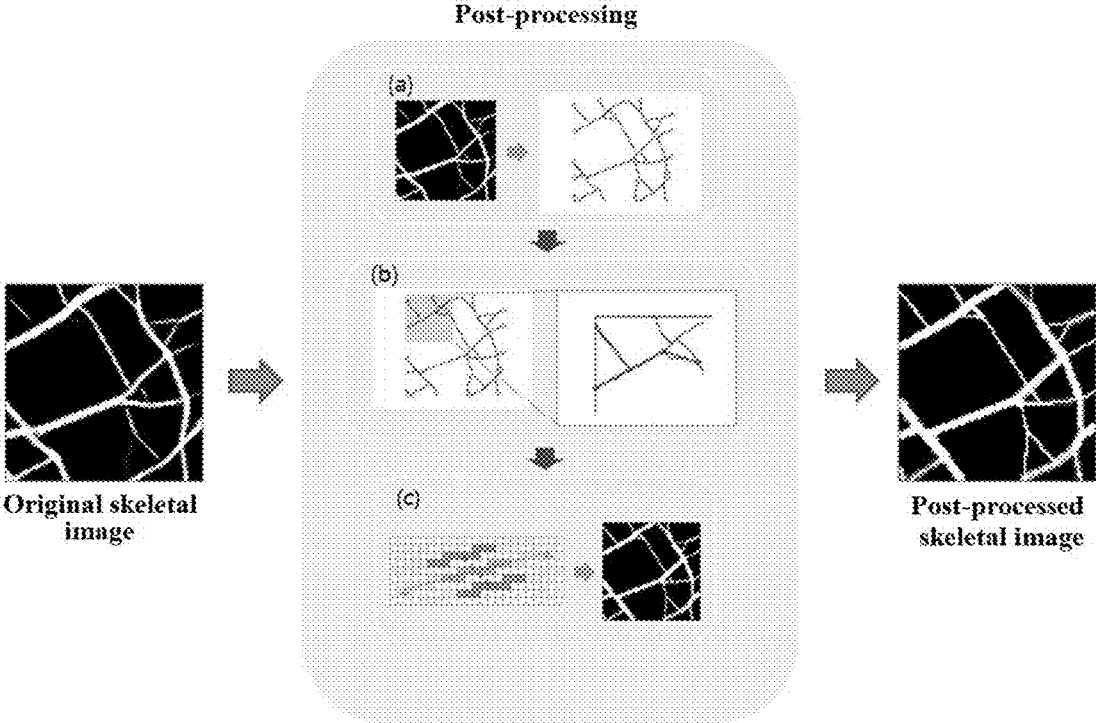 Post-processing
(a)
(b)
(c)
Original skeletal
image
Post-processed
skeletal image